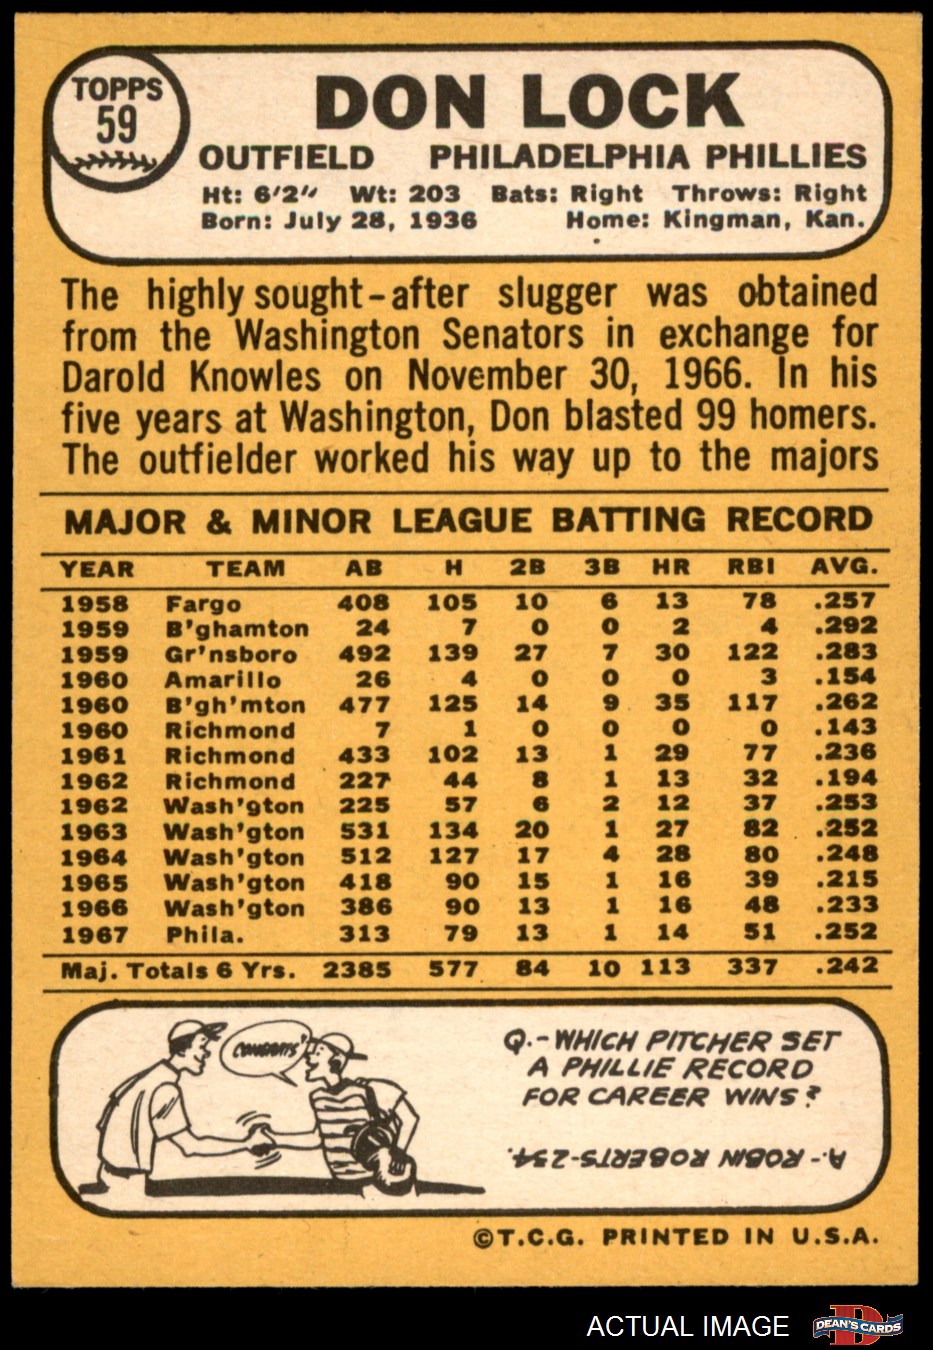 TOPPS
59
DON LOCK
OUTFIELD PHILADELPHIA PHILLIES
Ht: 6'2" Wt: 203 Bats: Right Throws: Right
Born: July 28, 1936 Home: Kingman, Kan.
The highly sought-after slugger was obtained
from the Washington Senators in exchange for
Darold Knowles on November 30, 1966. In his
five years at Washington, Don blasted 99 homers.
The outfielder worked his way up to the majors
MAJOR & MINOR LEAGUE BATTING RECORD
YEAR TEAM AB H 2B 3B HR RBI AVG.
1958 Fargo 408 105 10 6 13 78 .257
1959 B'ghamton 24 7 0 0 2 4 .292
1959 Gr'nsboro 492 139 27 7 30 122 .283
1960 Amarillo 26 4 0 0 0 3 .154
1960 B'gh'mton 477 125 14 9 35 117 .262
1960 Richmond 7 1 0 0 0 0 .143
1961 Richmond 433 102 13 1 29 77 .236
1962 Richmond 227 44 8 1 13 32 .194
1962 Wash'gton 225 57 6 2 12 37 .253
1963 Wash'gton 531 134 20 1 27 82 .252
1964 Wash'gton 512 127 17 4 28 80 .248
1965 Wash'gton 418 90 15 1 16 39 .215
1966 Wash'gton 386 90 13 1 16 48 .233
1967 Phila. 313 79 13 1 14 51 .252
Maj. Totals 6 Yrs. 2385 577 84 10 113 337 .242
CONGRATS!
Q.-WHICH PITCHER SET
A PHILLIE RECORD
FOR CAREER WINS?
A.-ROBIN ROBERTS-234.
©T.C.G. PRINTED IN U.S.A.
ACTUAL IMAGE
D
DEAN'S CARDS